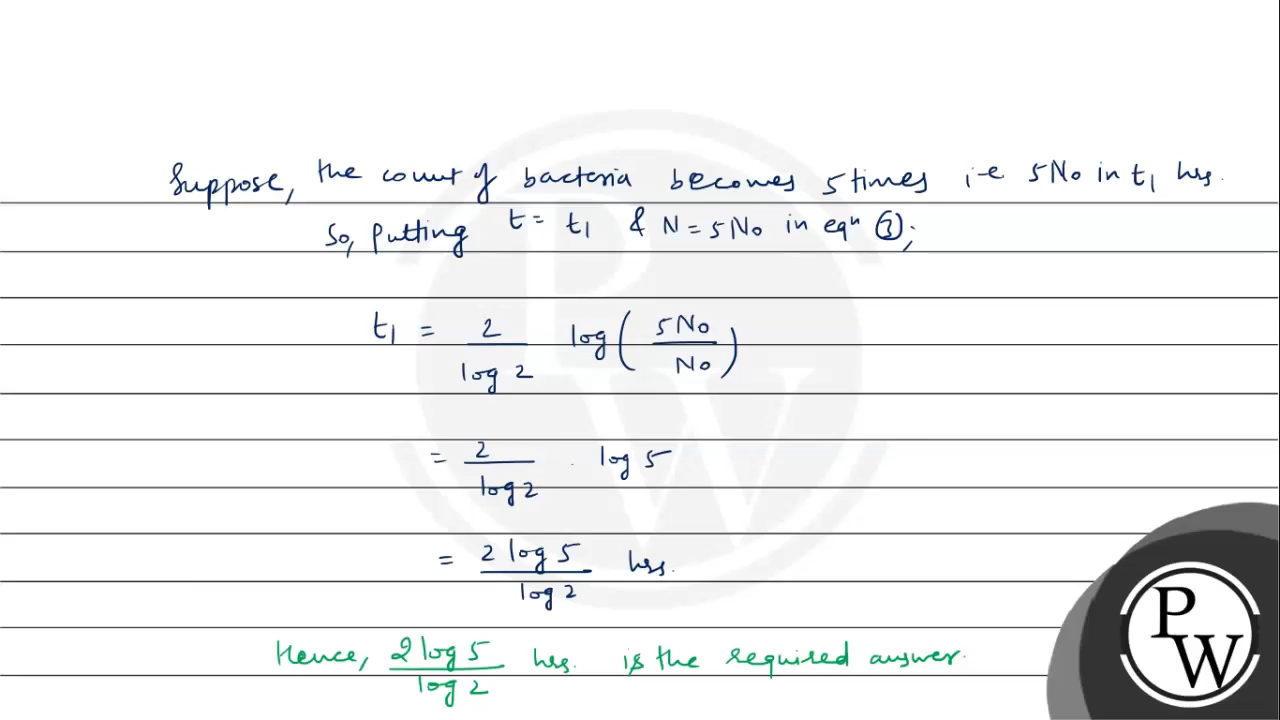 Suppose, the count of bacteria becomes 5 times i-e 5No in t₁ hrs.
So, putting t = t₁ & N = 5No in eqⁿ ③;
t₁ = 2/log 2 log(5No/No)
= 2/log2 . log 5
= 2 log 5/log 2 hrs.
Hence, 2 log 5/log 2 hrs. is the required answer.
PW
PW